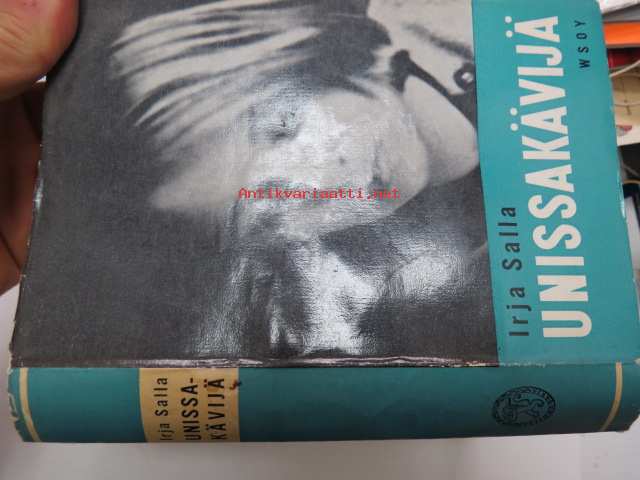 Irja Salla
UNISSAKÄVIJÄ
WSOY
Irja Salla
UNISSA-
KÄVIJÄ
Antikvariaatti.net